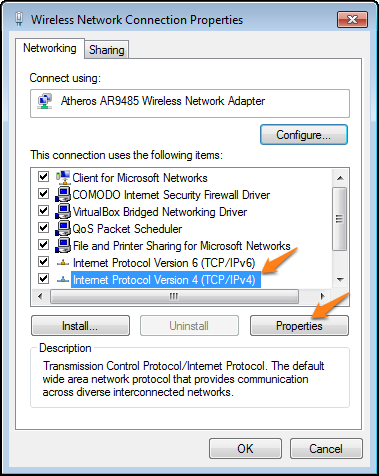 Wireless Network Connection Properties
Networking
Sharing
Connect using:
Atheros AR9485 Wireless Network Adapter
Configure...
This connection uses the following items:
Client for Microsoft Networks
COMODO Internet Security Firewall Driver
VirtualBox Bridged Networking Driver
QoS Packet Scheduler
File and Printer Sharing for Microsoft Networks
Internet Protocol Version 6 (TCP/IPv6)
Internet Protocol Version 4 (TCP/IPv4)
Install...
Uninstall
Properties
Description
Transmission Control Protocol/Internet Protocol. The default
wide area network protocol that provides communication
across diverse interconnected networks.
OK
Cancel